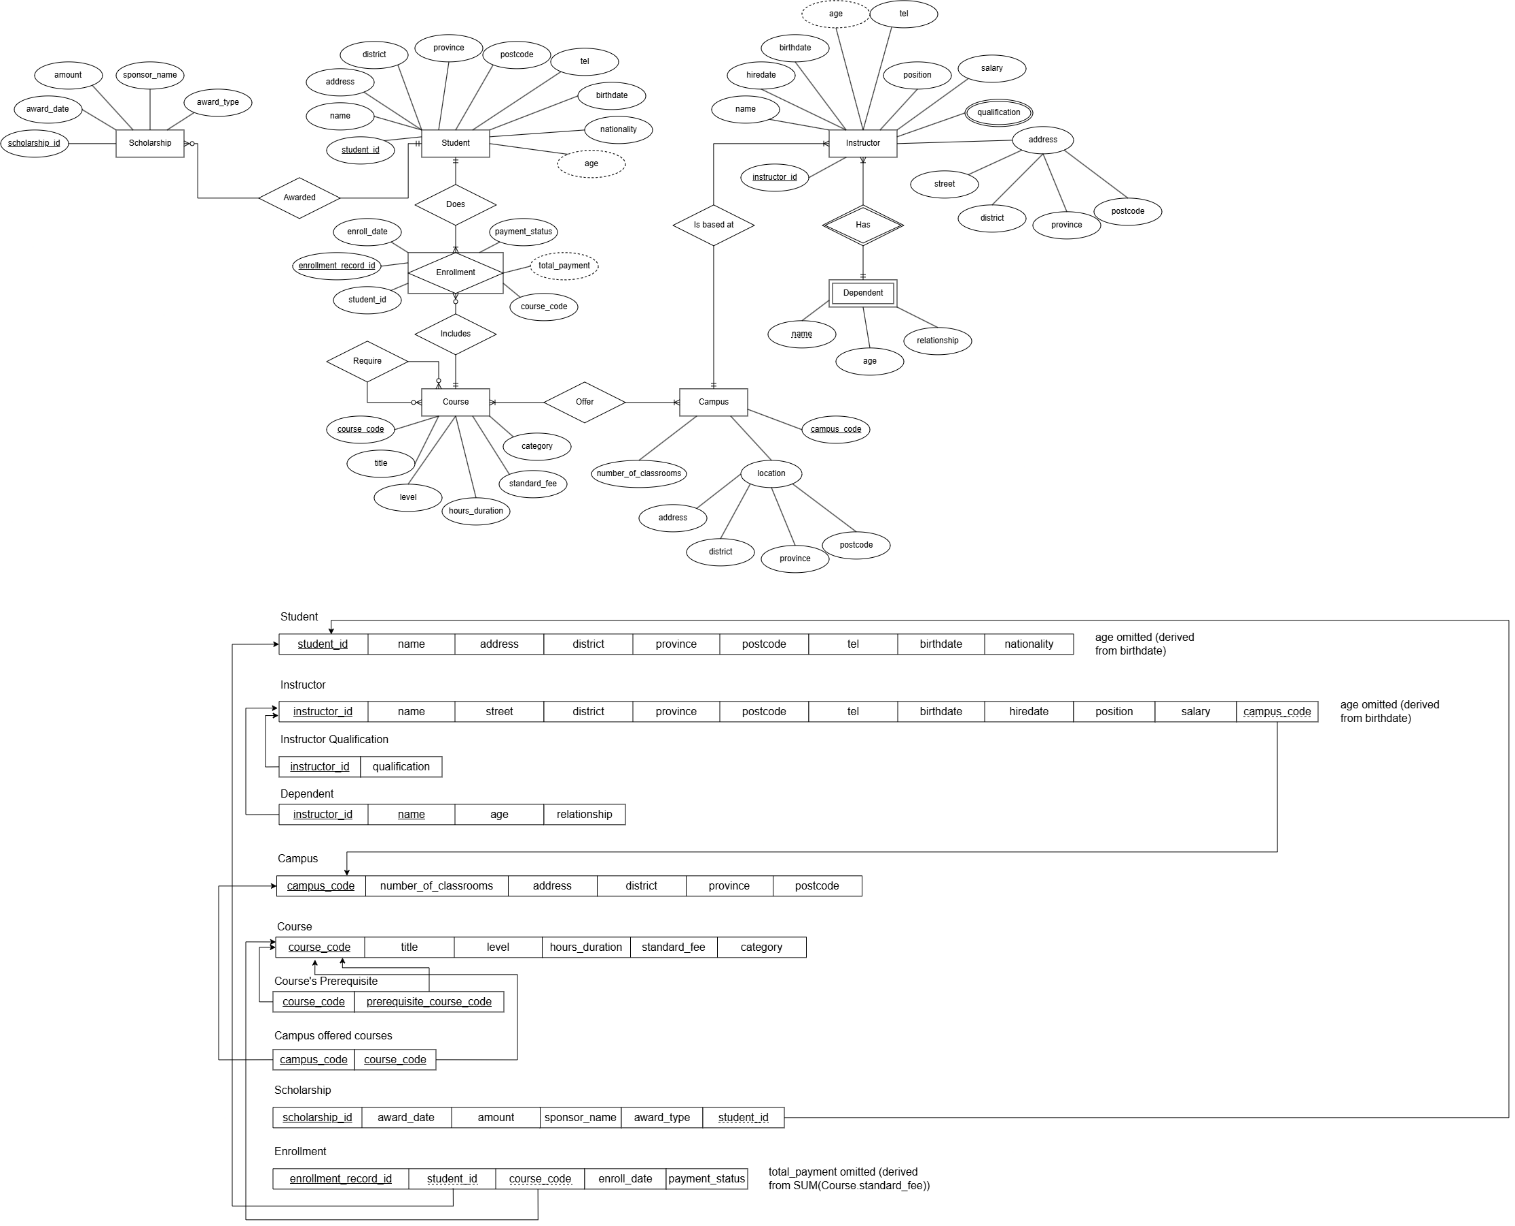 age
tel
district
province
postcode
tel
birthdate
amount
sponsor_name
hiredate
position
salary
address
birthdate
award_date
award_type
name
name
qualification
scholarship_id
Scholarship
student_id
Student
nationality
age
Instructor
address
instructor_id
street
district
province
postcode
Awarded
Does
Is based at
Has
enroll_date
payment_status
enrollment_record_id
Enrollment
total_payment
student_id
course_code
Dependent
name
age
relationship
Includes
Require
Course
Offer
Campus
course_code
title
level
hours_duration
standard_fee
category
campus_code
number_of_classrooms
location
address
district
province
postcode
Student
student_id name address district province postcode tel birthdate nationality
age omitted (derived
from birthdate)
Instructor
instructor_id name street district province postcode tel birthdate hiredate position salary campus_code
age omitted (derived
from birthdate)
Instructor Qualification
instructor_id qualification
Dependent
instructor_id name age relationship
Campus
campus_code number_of_classrooms address district province postcode
Course
course_code title level hours_duration standard_fee category
Course's Prerequisite
course_code prerequisite_course_code
Campus offered courses
campus_code course_code
Scholarship
scholarship_id award_date amount sponsor_name award_type student_id
Enrollment
enrollment_record_id student_id course_code enroll_date payment_status
total_payment omitted (derived
from SUM(Course.standard_fee))